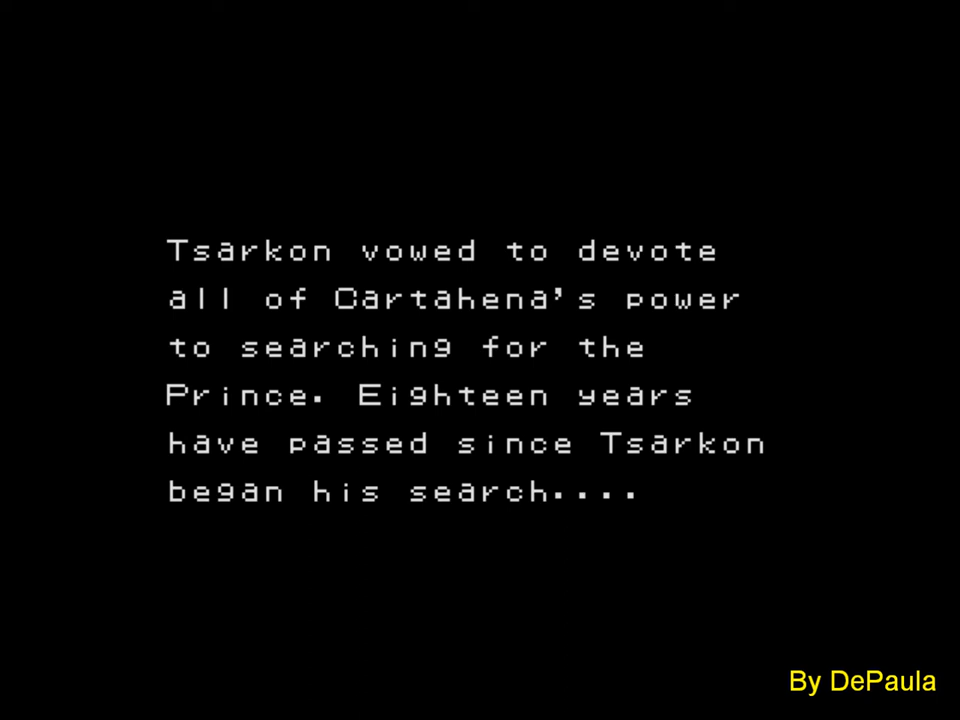 Tsarkon vowed to devote
all of Cartahena's power
to searching for the
Prince. Eighteen years
have passed since Tsarkon
began his search....
By DePaula